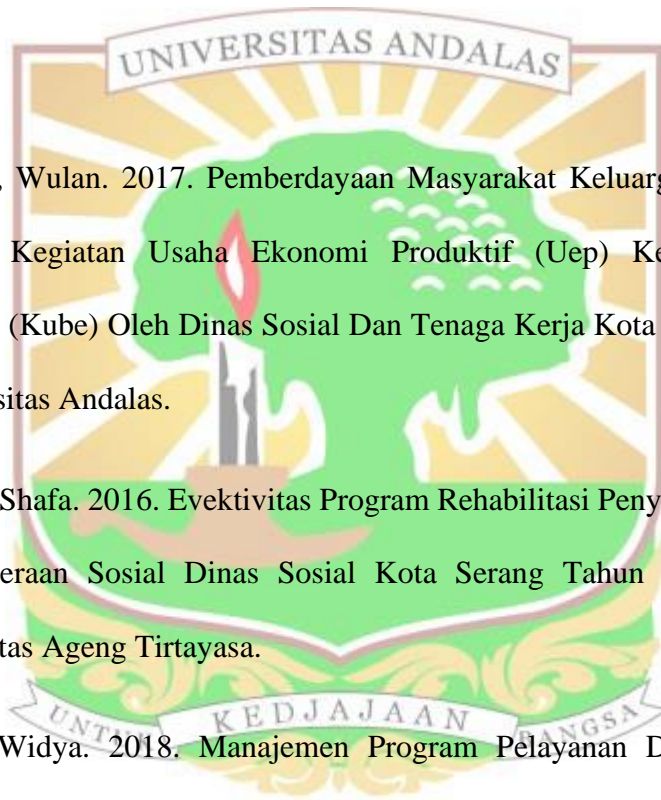 UNIVERSITAS ANDALAS
, Wulan. 2017. Pemberdayaan Masyarakat Keluarg
Kegiatan Usaha Ekonomi Produktif (Uep) Ke
(Kube) Oleh Dinas Sosial Dan Tenaga Kerja Kota
sitas Andalas.
Shafa. 2016. Evektivitas Program Rehabilitasi Peny
eraan Sosial Dinas Sosial Kota Serang Tahun
tas Ageng Tirtayasa.
UNTUK KEDJAJAAN BANGSA
Widya. 2018. Manajemen Program Pelayanan D